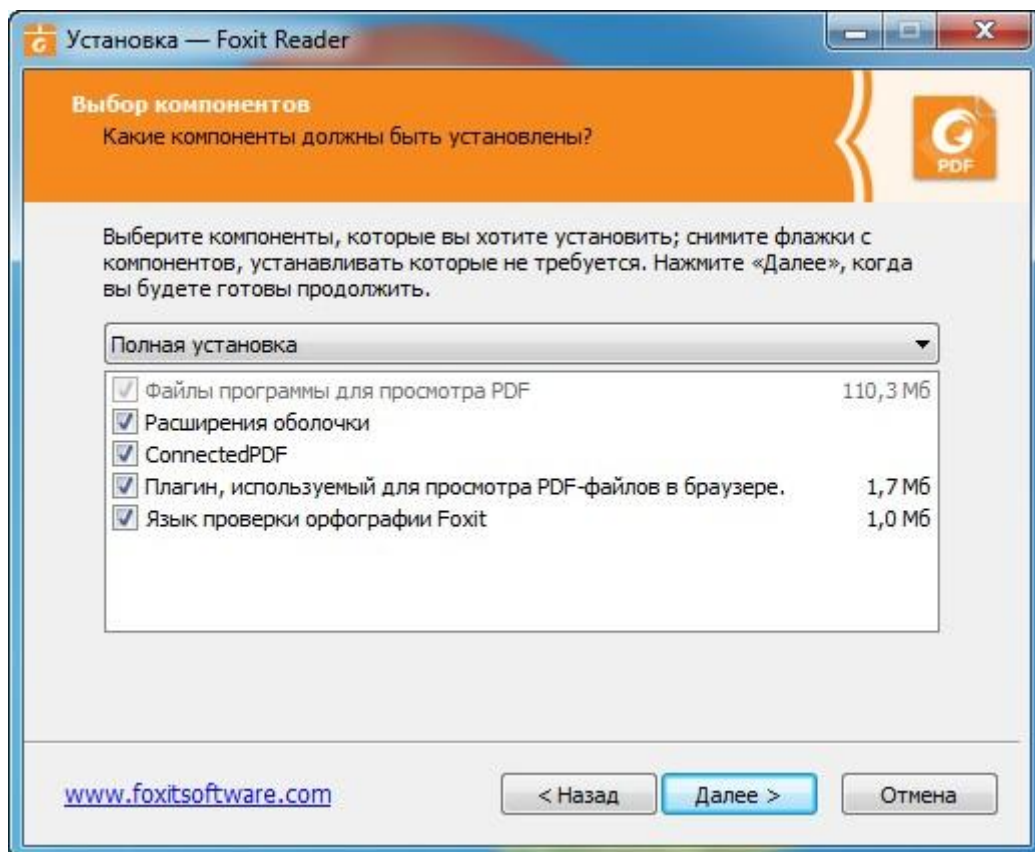 Установка — Foxit Reader
Выбор компонентов
Какие компоненты должны быть установлены?
PDF
Выберите компоненты, которые вы хотите установить; снимите флажки с
компонентов, устанавливать которые не требуется. Нажмите «Далее», когда
вы будете готовы продолжить.
Полная установка
Файлы программы для просмотра PDF 110,3 Мб
Расширения оболочки
ConnectedPDF
Плагин, используемый для просмотра PDF-файлов в браузере. 1,7 Мб
Язык проверки орфографии Foxit 1,0 Мб
www.foxitsoftware.com < Назад Далее > Отмена